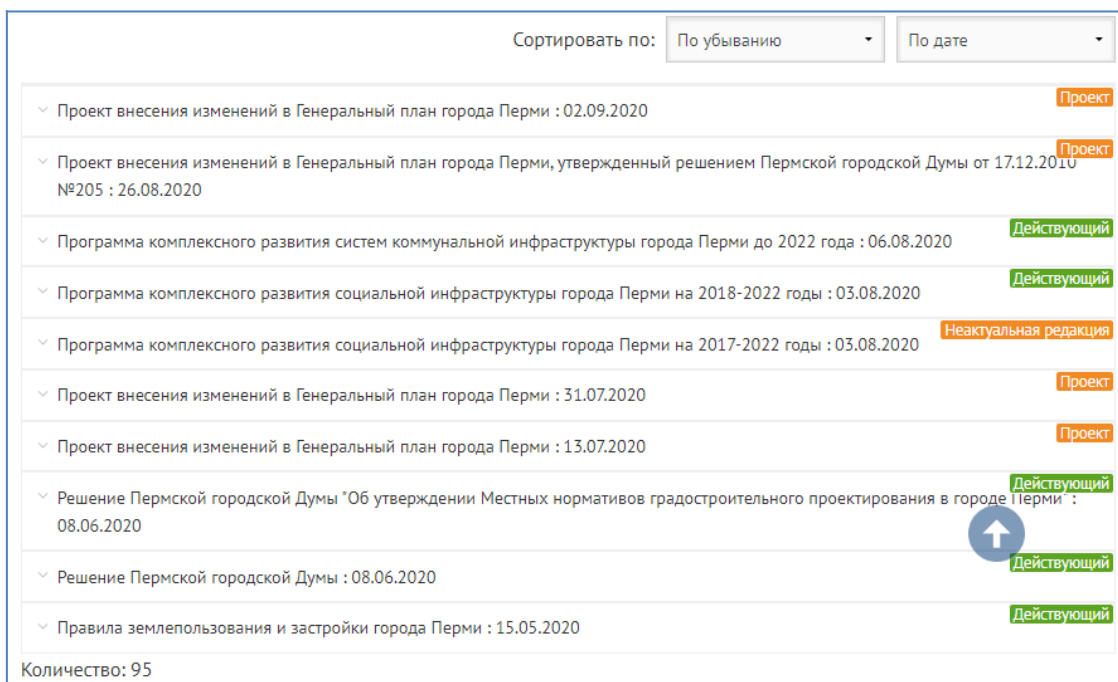 Сортировать по: По убыванию По дате
Проект
Проект внесения изменений в Генеральный план города Перми : 02.09.2020
Проект
Проект внесения изменений в Генеральный план города Перми, утвержденный решением Пермской городской Думы от 17.12.2010
№205 : 26.08.2020
Действующий
Программа комплексного развития систем коммунальной инфраструктуры города Перми до 2022 года : 06.08.2020
Действующий
Программа комплексного развития социальной инфраструктуры города Перми на 2018-2022 годы : 03.08.2020
Неактуальная редакция
Программа комплексного развития социальной инфраструктуры города Перми на 2017-2022 годы : 03.08.2020
Проект
Проект внесения изменений в Генеральный план города Перми : 31.07.2020
Проект
Проект внесения изменений в Генеральный план города Перми : 13.07.2020
Действующий
Решение Пермской городской Думы "Об утверждении Местных нормативов градостроительного проектирования в городе Перми" :
08.06.2020
Действующий
Решение Пермской городской Думы : 08.06.2020
Действующий
Правила землепользования и застройки города Перми : 15.05.2020
Количество: 95